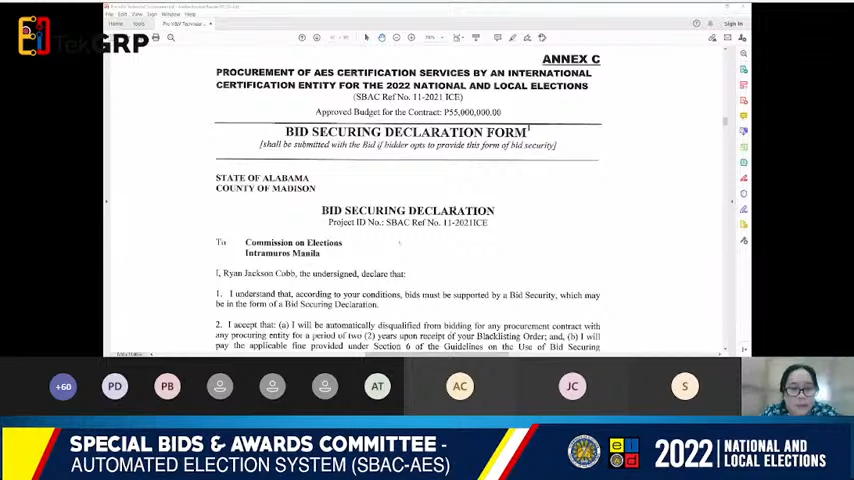 TekGRP
Home Tools
Sign In
ANNEX C
PROCUREMENT OF AES CERTIFICATION SERVICES BY AN INTERNATIONAL
CERTIFICATION ENTITY FOR THE 2022 NATIONAL AND LOCAL ELECTIONS
(SBAC Ref No. 11-2021 ICE)
Approved Budget for the Contract: P55,000,000.00
BID SECURING DECLARATION FORM1
[shall be submitted with the Bid if bidder opts to provide this form of bid security]
STATE OF ALABAMA
COUNTY OF MADISON
BID SECURING DECLARATION
Project ID No.: SBAC Ref No. 11-2021ICE
To Commission on Elections
Intramuros Manila
I, Ryan Jackson Cobb, the undersigned, declare that:
1. I understand that, according to your conditions, bids must be supported by a Bid Security, which may
be in the form of a Bid Securing Declaration.
2. I accept that: (a) I will be automatically disqualified from bidding for any procurement contract with
any procuring entity for a period of two (2) years upon receipt of your Blacklisting Order; and, (b) I will
pay the applicable fine provided under Section 6 of the Guidelines on the Use of Bid Securing
+60 PD PB AT AC JC S
SPECIAL BIDS & AWARDS COMMITTEE -
AUTOMATED ELECTION SYSTEM (SBAC-AES)
2022 NATIONAL AND
LOCAL ELECTIONS